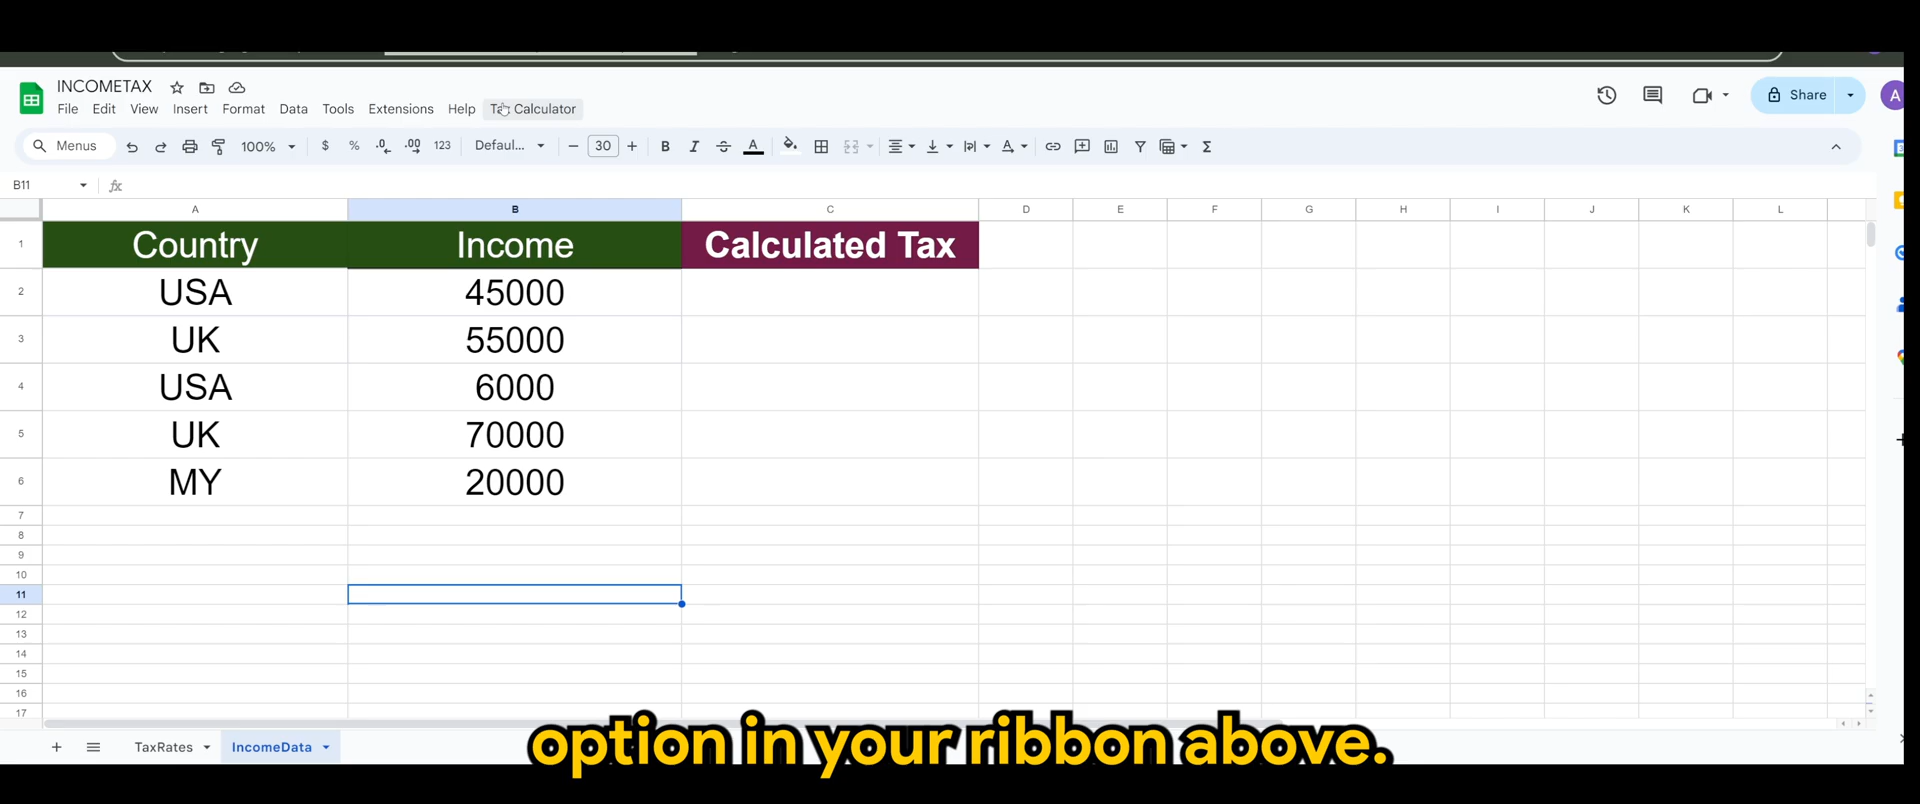 INCOMETAX
File Edit View Insert Format Data Tools Extensions Help Tax Calculator
Share
A
Menus 100% $ % .0 .00 123 Defaul... 30 B I A Σ
B11 fx
A B C D E F G H I J K L
1 Country Income Calculated Tax
2 USA 45000
3 UK 55000
4 USA 6000
5 UK 70000
6 MY 20000
7
8
9
10
11
12
13
14
15
16
17
option in your ribbon above.
TaxRates IncomeData